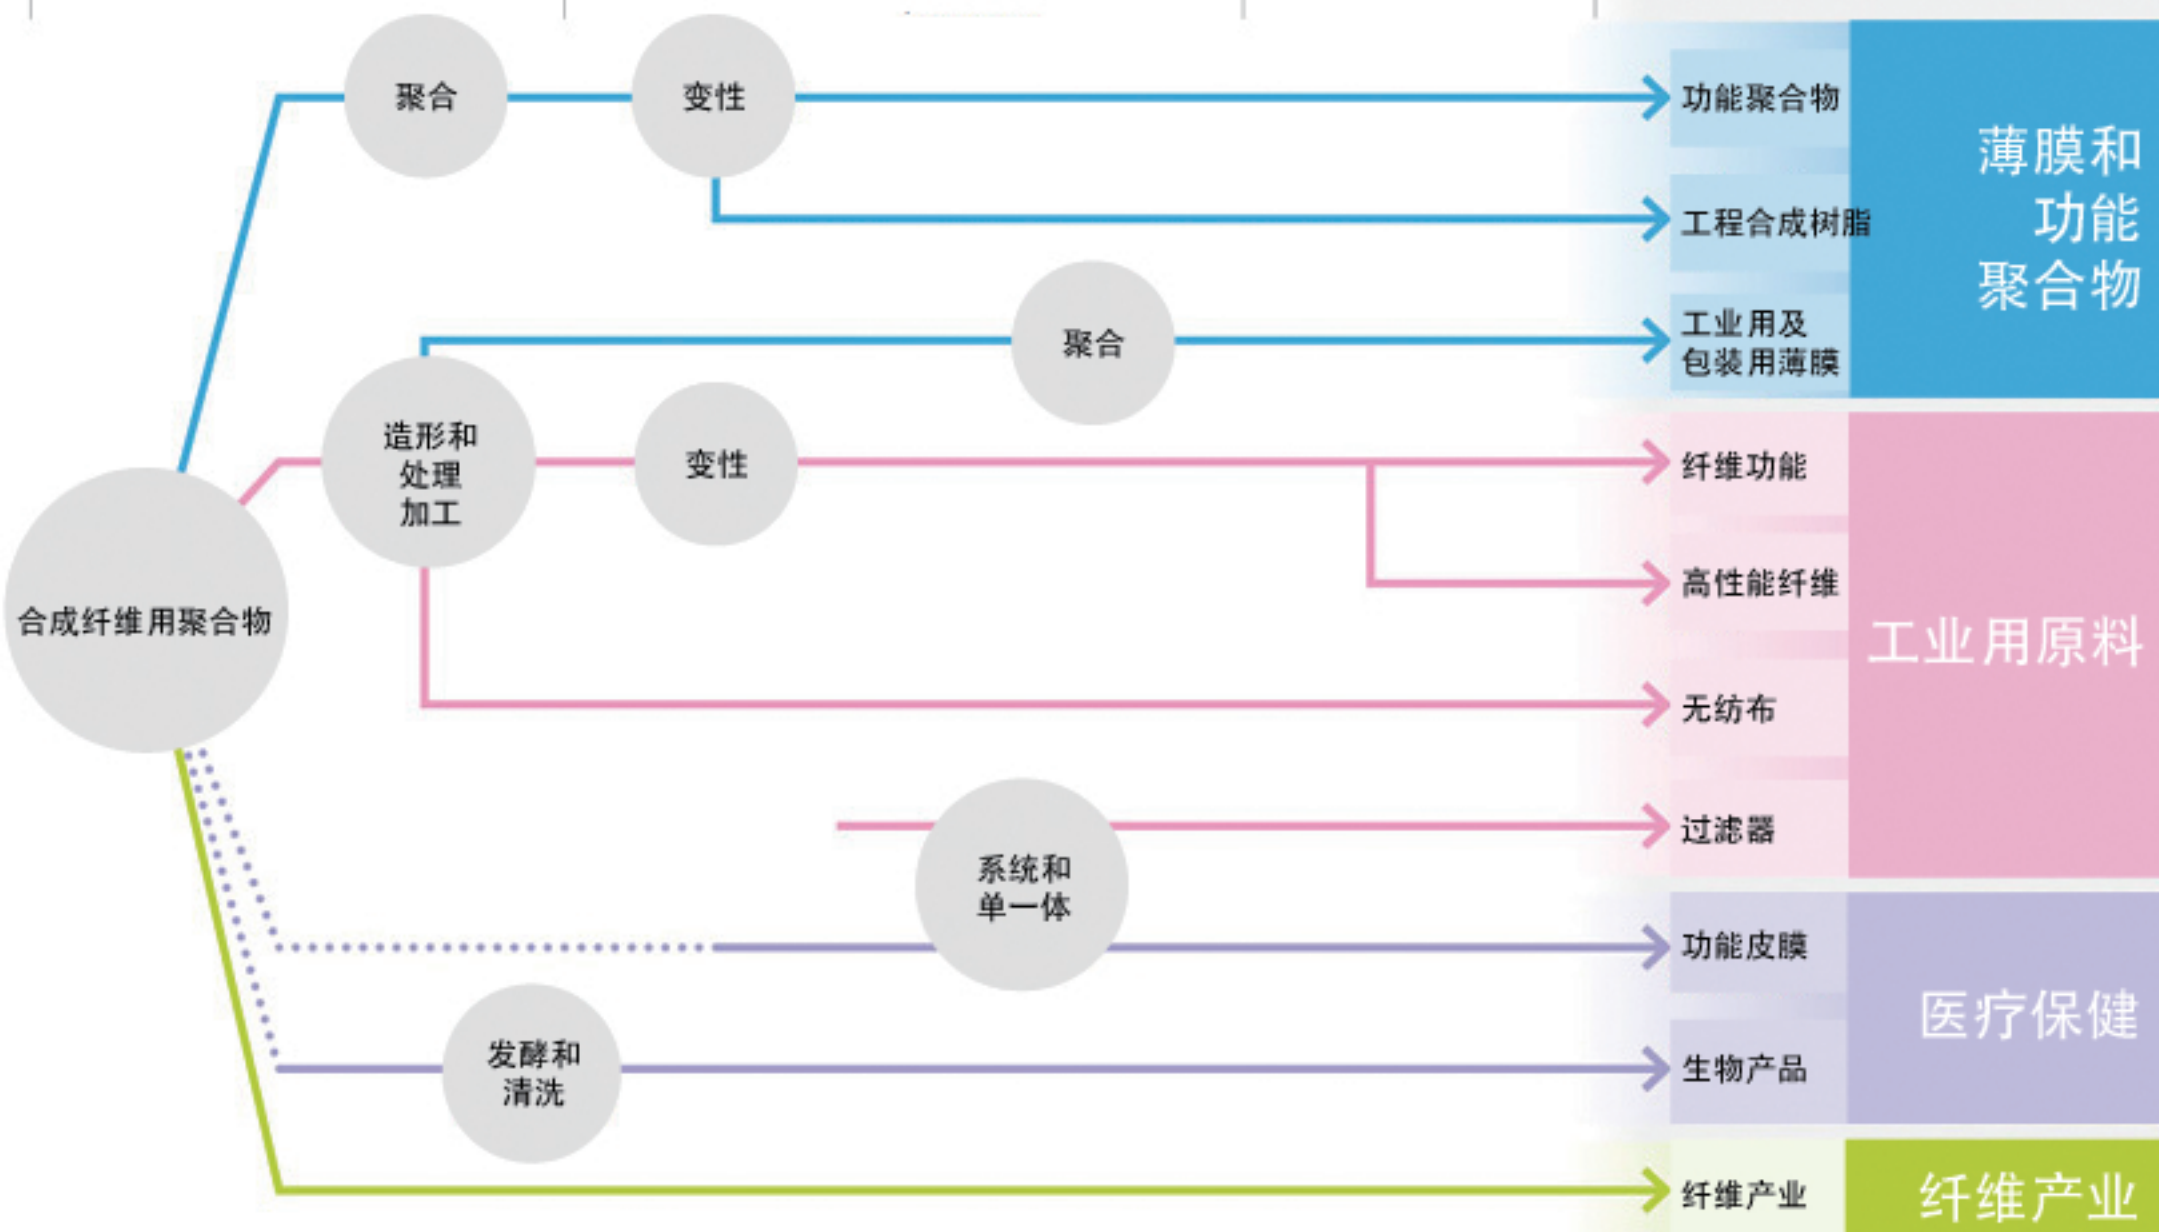 聚合
变性
功能聚合物
薄膜和
功能
聚合物
工程合成树脂
聚合
工业用及
包装用薄膜
造形和
处理
加工
变性
纤维功能
高性能纤维
工业用原料
合成纤维用聚合物
无纺布
过滤器
系统和
单一体
功能皮膜
医疗保健
发酵和
清洗
生物产品
纤维产业
纤维产业